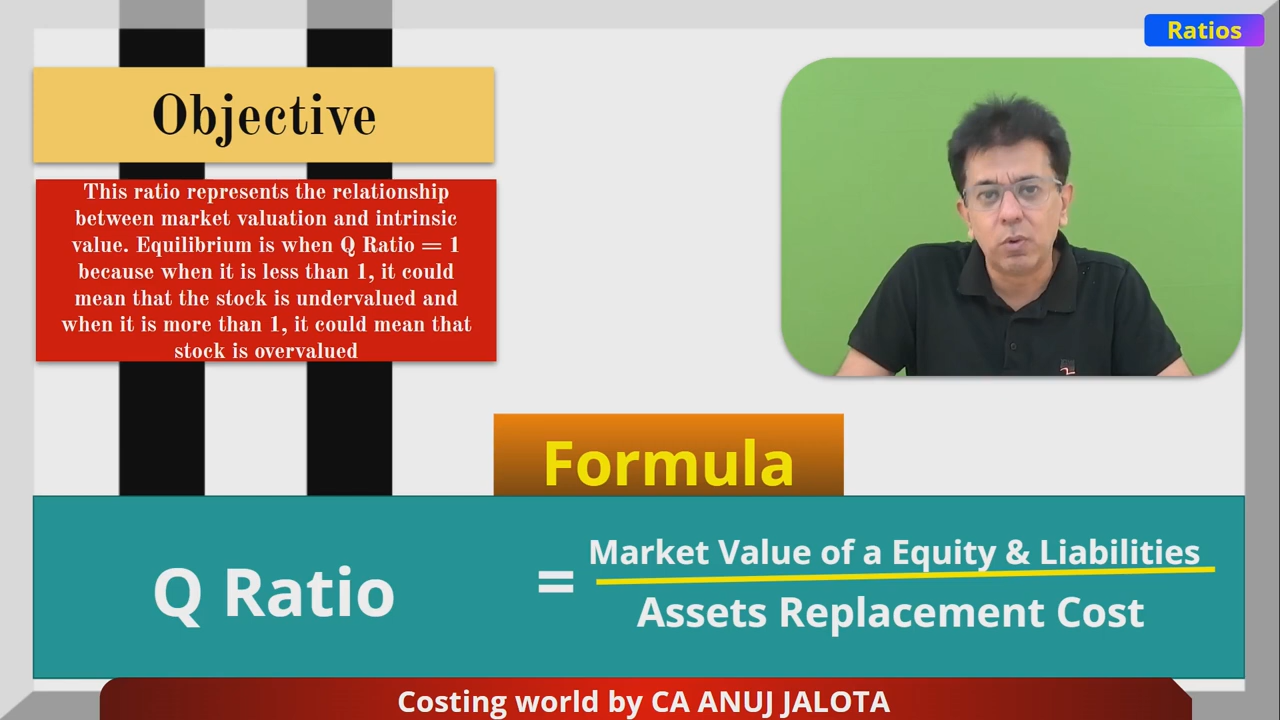 Ratios
Objective
This ratio represents the relationship
between market valuation and intrinsic
value. Equilibrium is when Q Ratio = 1
because when it is less than 1, it could
mean that the stock is undervalued and
when it is more than 1, it could mean that
stock is overvalued
Formula
Q Ratio
=
Market Value of a Equity & Liabilities
Assets Replacement Cost
Costing world by CA ANUJ JALOTA